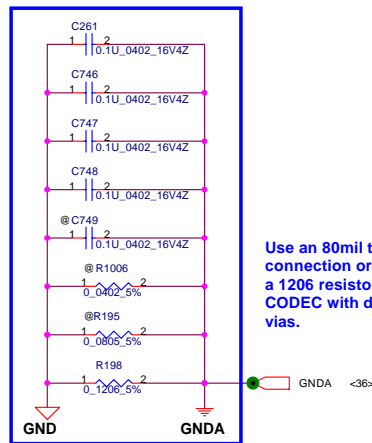 C261
1 2
0.1U_0402_16V4Z
C746
1 2
0.1U_0402_16V4Z
C747
1 2
0.1U_0402_16V4Z
C748
1 2
0.1U_0402_16V4Z
@ C749
1 2
0.1U_0402_16V4Z
@ R1006
1 2
0_0402_5%
@R195
1 2
0_0805_5%
R198
1 2
0_1206_5%
GND GNDA
Use an 80mil
connection or
a 1206
CODEC with
vias.
GNDA <36>